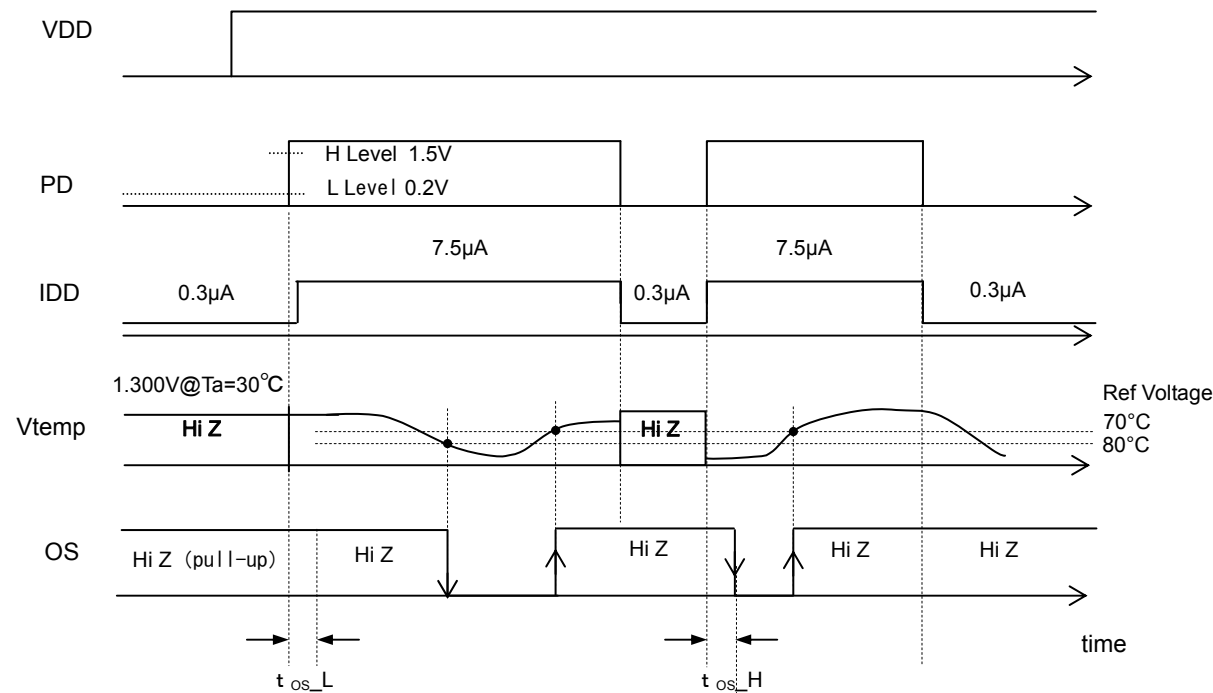 VDD
H Level 1.5V
PD
L Level 0.2V
7.5µA
7.5µA
IDD
0.3µA
0.3µA
0.3µA
1.300V@Ta=30°C
Ref Voltage
Vtemp
Hi Z
Hi Z
70°C
80°C
OS
Hi Z (pull-up)
Hi Z
Hi Z
Hi Z
Hi Z
time
t OS_L
t OS_H